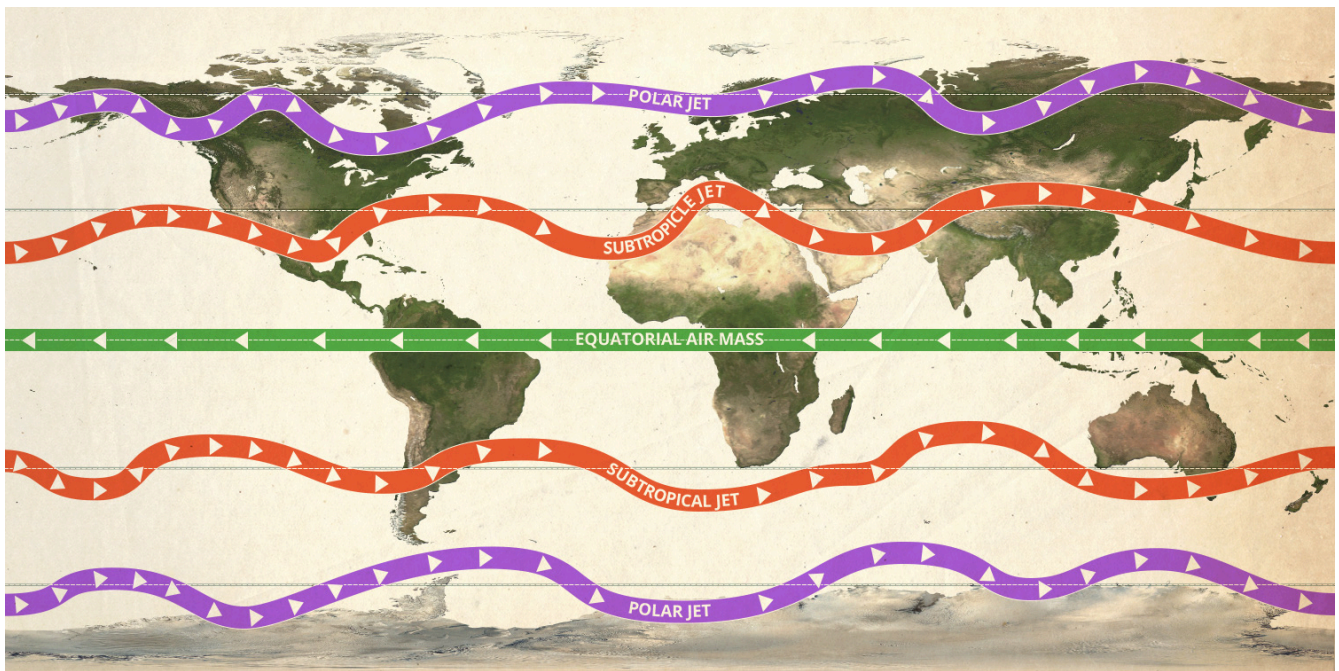 POLAR JET
SUBTROPICLE JET
EQUATORIAL AIR MASS
SUBTROPICAL JET
POLAR JET